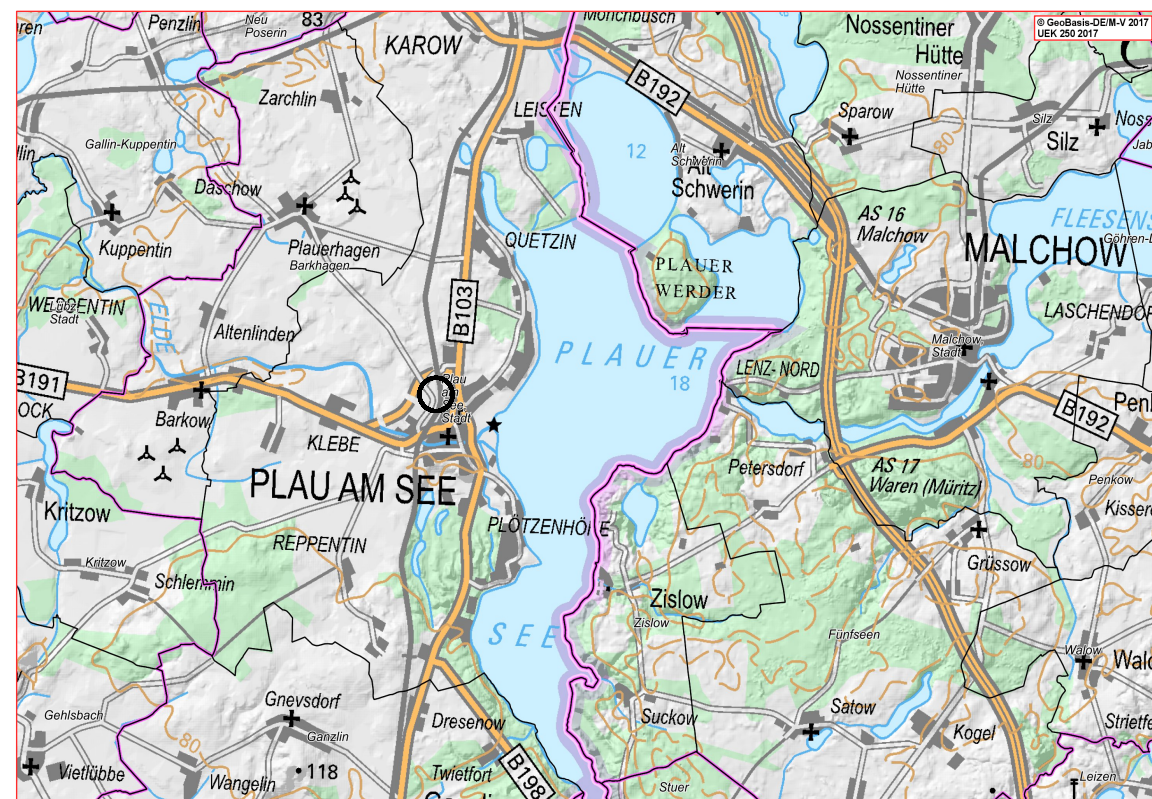 © GeoBasis-DE/M-V 2017
UEK 250 2017
Penzlin
Neu
Poserin
83
KAROW
Nossentiner
Hütte
Nossentiner
Hütte
B192
Zarchlin
LEISTEN
Sparow
Silz
Silz
Gallin-Kuppentin
12
Alt
Schwerin
Alt
Schwerin
80
Daschow
AS 16
Malchow
Kuppentin
Plauerhagen
Barkhagen
QUETZIN
PLAUER
WERDER
MALCHOW
ELDE
Altenlinden
B103
LASCHENDORF
PLAUER
18
LENZ-NORD
Malchow,
Stadt
B191
Plau
am
See,
Stadt
Barkow
KLEBE
B192
Petersdorf
AS 17
Waren (Müritz)
80
Penkow
PLAU AM SEE
Kritzow
PLÖTZENHÖHE
REPPENTIN
Kritzow
Schlemmin
Grüssow
Zislow
Zislow
SEE
Fünfseen
Walow
Gnevsdorf
Ganzlin
Gehlsbach
Dresenow
Suckow
Satow
Kogel
80
Vietlübbe
Wangelin
118
Twietfort
B198
Stuer
Leizen